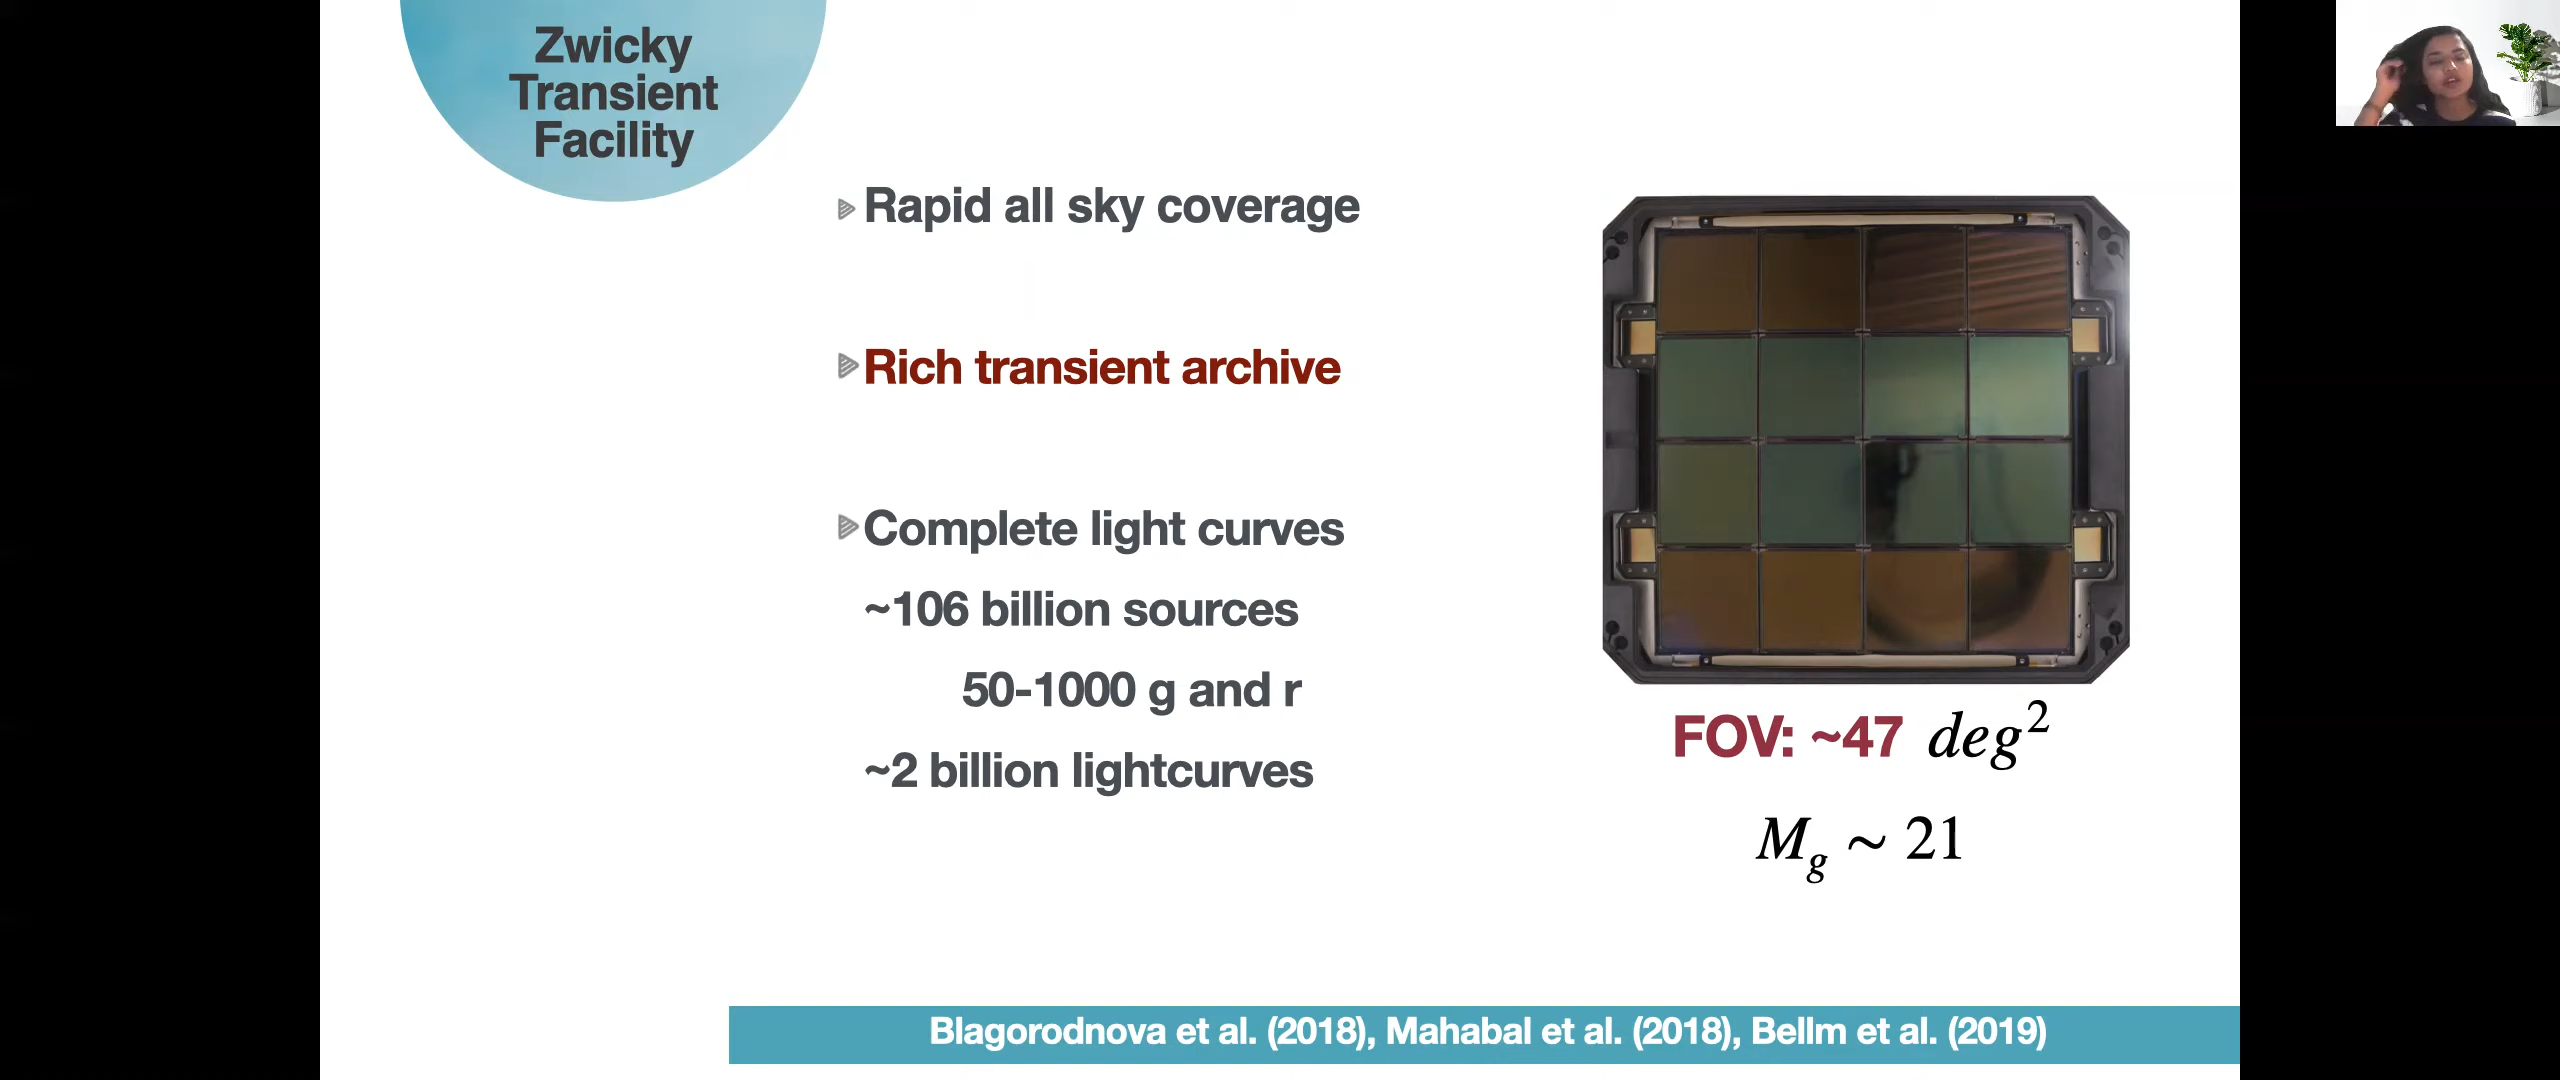 Zwicky
Transient
Facility
Rapid all sky coverage
Rich transient archive
Complete light curves
~106 billion sources
50-1000 g and r
~2 billion lightcurves
FOV: ~47 deg²
M_g ~ 21
Blagorodnova et al. (2018), Mahabal et al. (2018), Bellm et al. (2019)